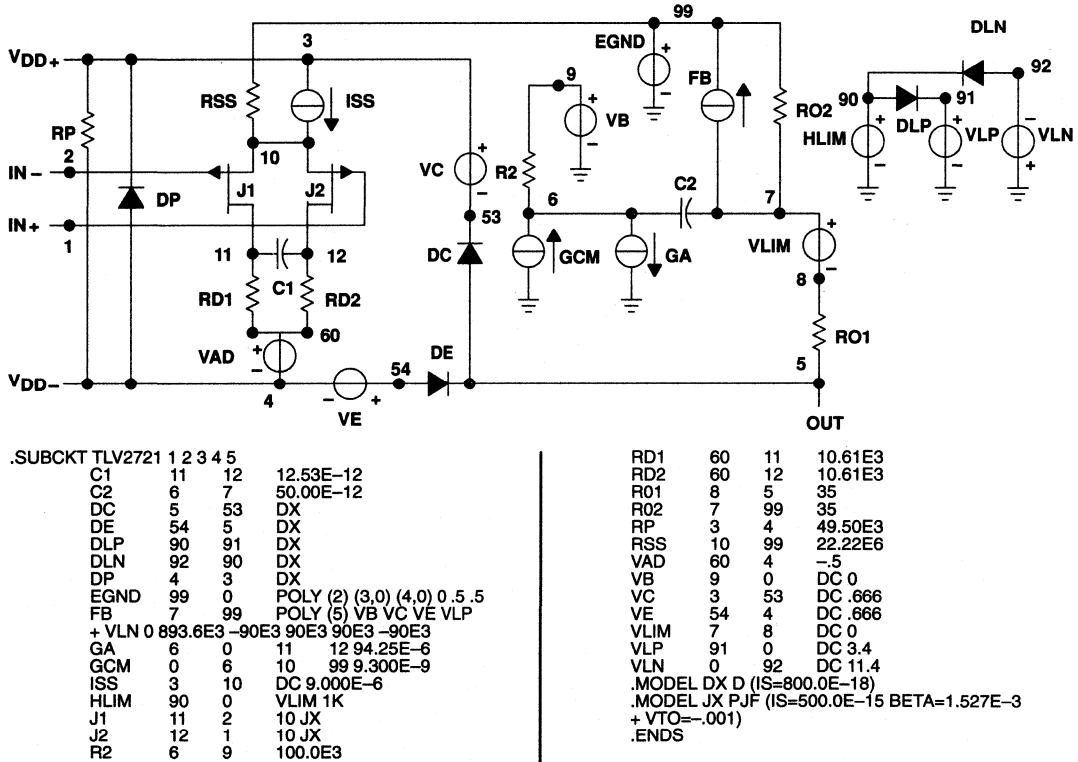 99
DLN
3
EGND
V DD+
9
FB
92
RSS
ISS
90
91
RP
VB
RO2
HLIM
DLP
VLP
VLN
2
10
VC
R2
IN –
J1
J2
C2
DP
53
6
7
IN +
1
DC
GCM
GA
VLIM
11
12
8
C1
RD1
RD2
60
RO1
VAD
DE
5
54
V DD–
4
VE
OUT
.SUBCKT TLV2721 1 2 3 4 5
C1 11 12 12.53E–12
C2 6 7 50.00E–12
DC 5 53 DX
DE 54 5 DX
DLP 90 91 DX
DLN 92 90 DX
DP 4 3 DX
EGND 99 0 POLY (2) (3,0) (4,0) 0 .5 .5
FB 7 99 POLY (5) VB VC VE VLP
+ VLN 0 893.6E3 –90E3 90E3 90E3 –90E3
GA 6 0 11 12 94.25E–6
GCM 0 6 10 99 9.300E–9
ISS 3 10 DC 9.000E–6
HLIM 90 0 VLIM 1K
J1 11 2 10 JX
J2 12 1 10 JX
R2 6 9 100.0E3
RD1 60 11 10.61E3
RD2 60 12 10.61E3
R01 8 5 35
R02 7 99 35
RP 3 4 49.50E3
RSS 10 99 22.22E6
VAD 60 4 –.5
VB 9 0 DC 0
VC 3 53 DC .666
VE 54 4 DC .666
VLIM 7 8 DC 0
VLP 91 0 DC 3.4
VLN 0 92 DC 11.4
.MODEL DX D (IS=800.0E–18)
.MODEL JX PJF (IS=500.0E–15 BETA=1.527E–3
+ VTO=–.001)
.ENDS